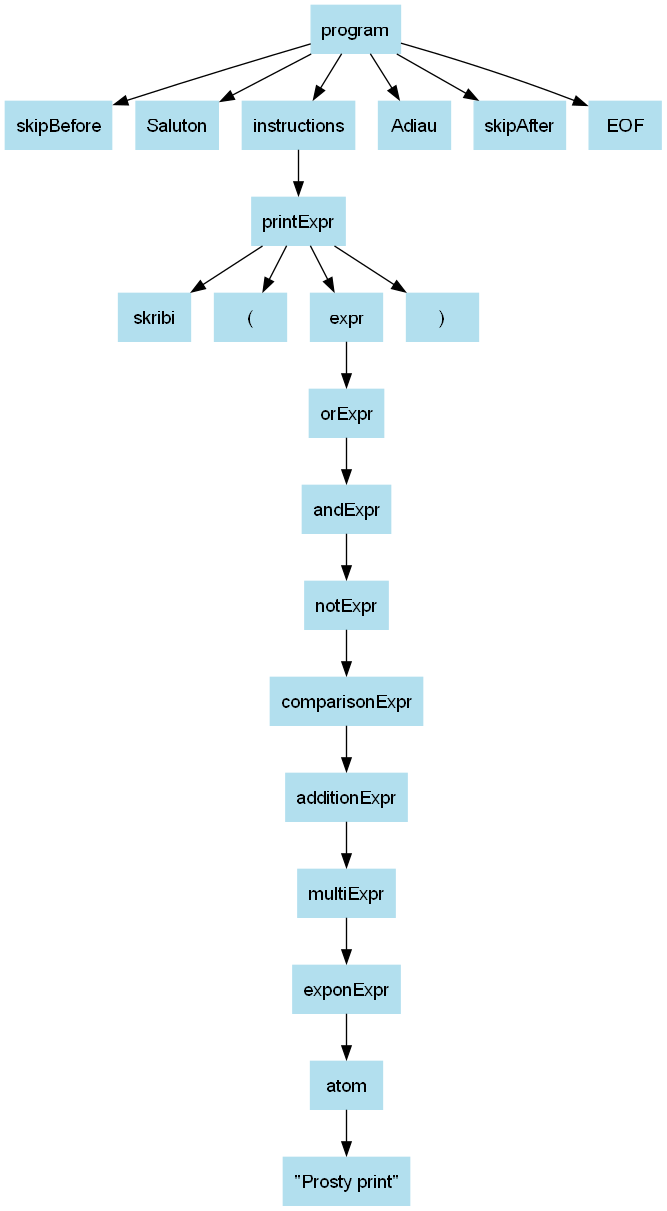 program
skipBefore Saluton instructions Adiau skipAfter EOF
printExpr
skribi ( expr )
orExpr
andExpr
notExpr
comparisonExpr
additionExpr
multiExpr
exponExpr
atom
"Prosty print"